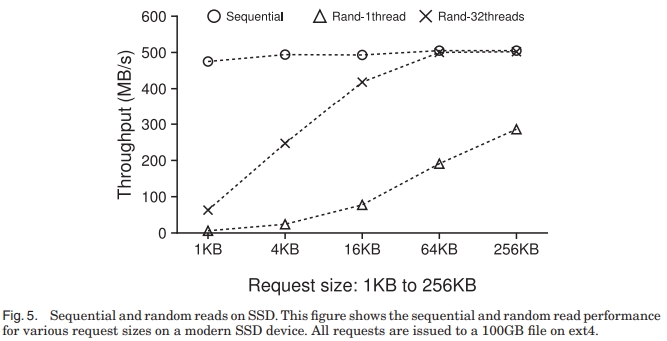 600
500
400
300
200
100
0
Throughput (MB/s)
Sequential Rand-1thread Rand-32threads
1KB 4KB 16KB 64KB 256KB
Request size: 1KB to 256KB
Fig. 5. Sequential and random reads on SSD. This figure shows the sequential and random read performance
for various request sizes on a modern SSD device. All requests are issued to a 100GB file on ext4.